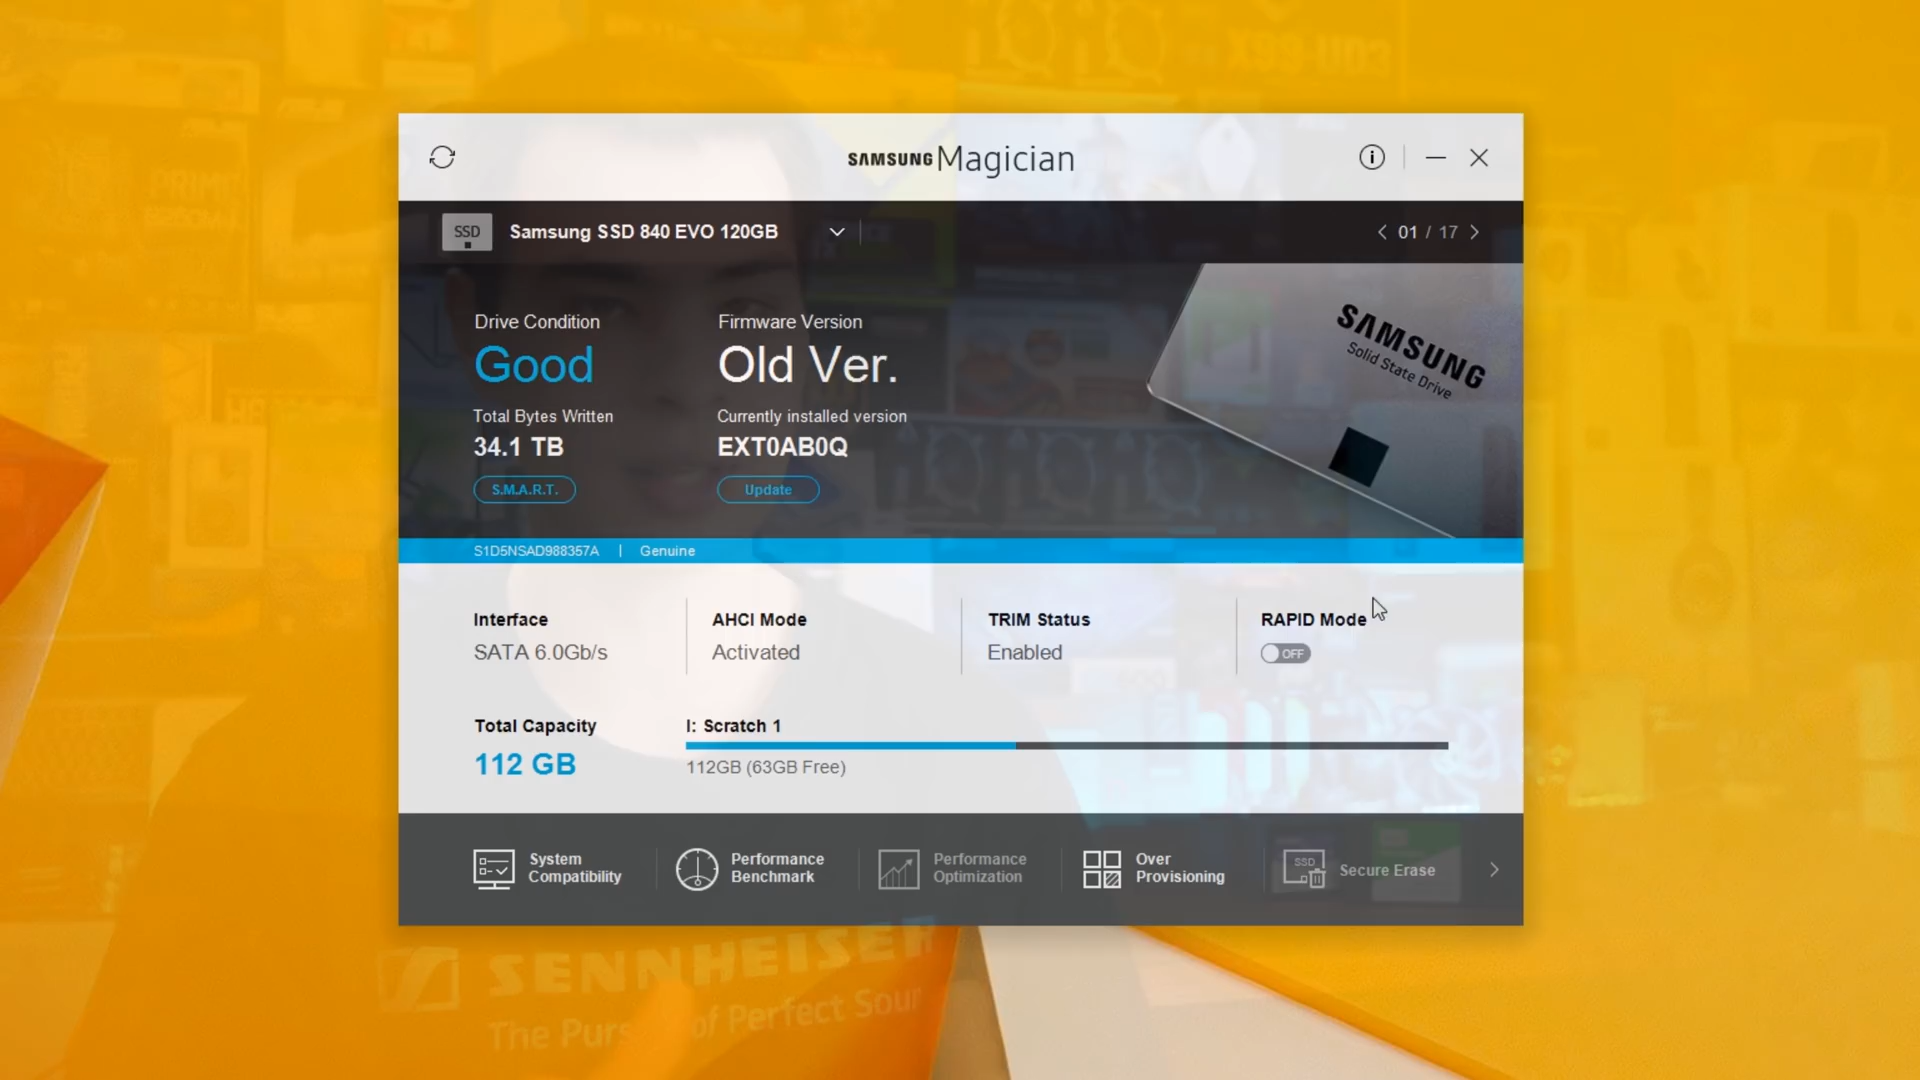 SAMSUNG Magician
SSD
Samsung SSD 840 EVO 120GB
01 / 17
Drive Condition
Firmware Version
Good
Old Ver.
Total Bytes Written
Currently installed version
34.1 TB
EXT0AB0Q
S.M.A.R.T.
Update
SAMSUNG
Solid State Drive
S1D5NSAD988357A | Genuine
Interface
AHCI Mode
TRIM Status
RAPID Mode
SATA 6.0Gb/s
Activated
Enabled
OFF
Total Capacity
I: Scratch 1
112 GB
112GB (63GB Free)
System
Compatibility
Performance
Benchmark
Performance
Optimization
Over
Provisioning
SSD
Secure Erase
SENNHEISER
The of Perfect